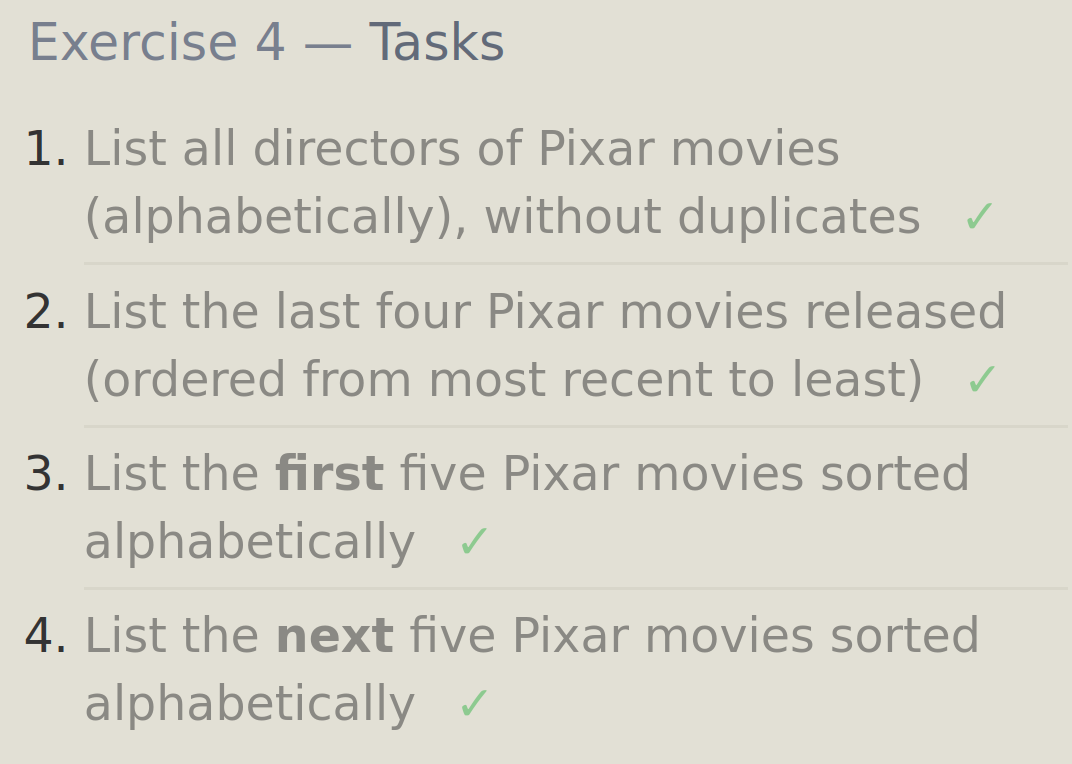 Exercise 4 — Tasks
1. List all directors of Pixar movies
(alphabetically), without duplicates ✓
2. List the last four Pixar movies released
(ordered from most recent to least) ✓
3. List the first five Pixar movies sorted
alphabetically ✓
4. List the next five Pixar movies sorted
alphabetically ✓